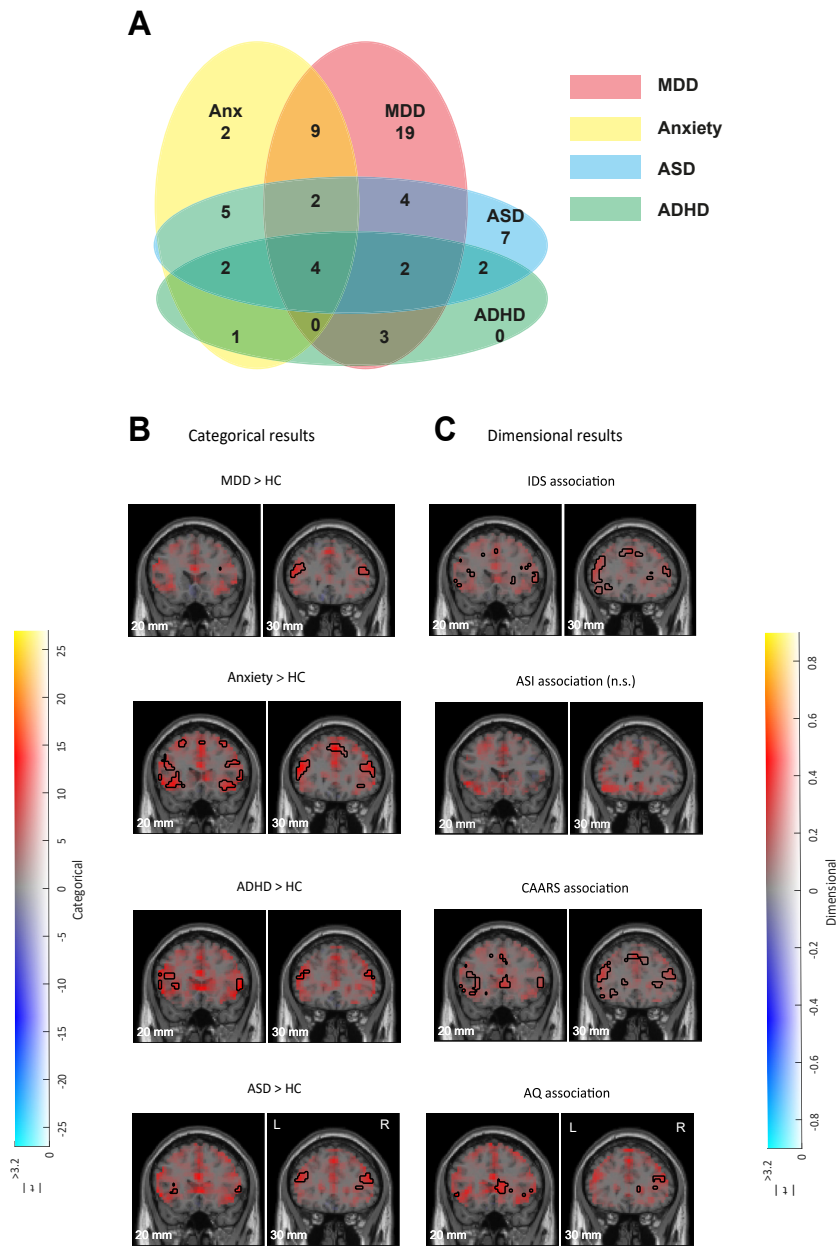 A
Anx
2
9
MDD
19
5
2
4
ASD
7
2
4
2
2
1
0
3
ADHD
0
MDD
Anxiety
ASD
ADHD
B
Categorical results
C
Dimensional results
MDD > HC
IDS association
20 mm
30 mm
20 mm
30 mm
Anxiety > HC
ASI association (n.s.)
20 mm
30 mm
20 mm
30 mm
ADHD > HC
CAARS association
20 mm
30 mm
20 mm
30 mm
ASD > HC
AQ association
L
R
L
R
20 mm
30 mm
20 mm
30 mm
25
20
15
10
5
0
-5
-10
-15
-20
-25
Categorical
>3.2
0
| t |
0.8
0.6
0.4
0.2
0
-0.2
-0.4
-0.6
-0.8
Dimensional
>3.2
0
| t |